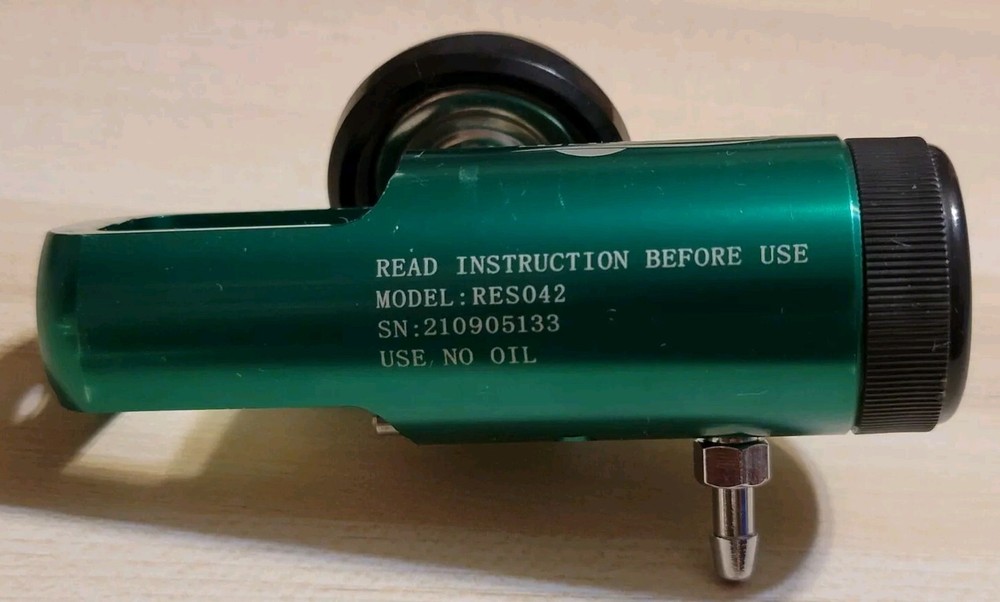 READ INSTRUCTION BEFORE USE
MODEL:RES042
SN:210905133
USE NO OIL